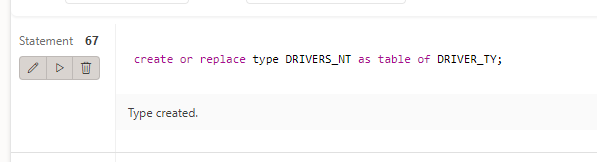 Statement 67
create or replace type DRIVERS_NT as table of DRIVER_TY;
Type created.